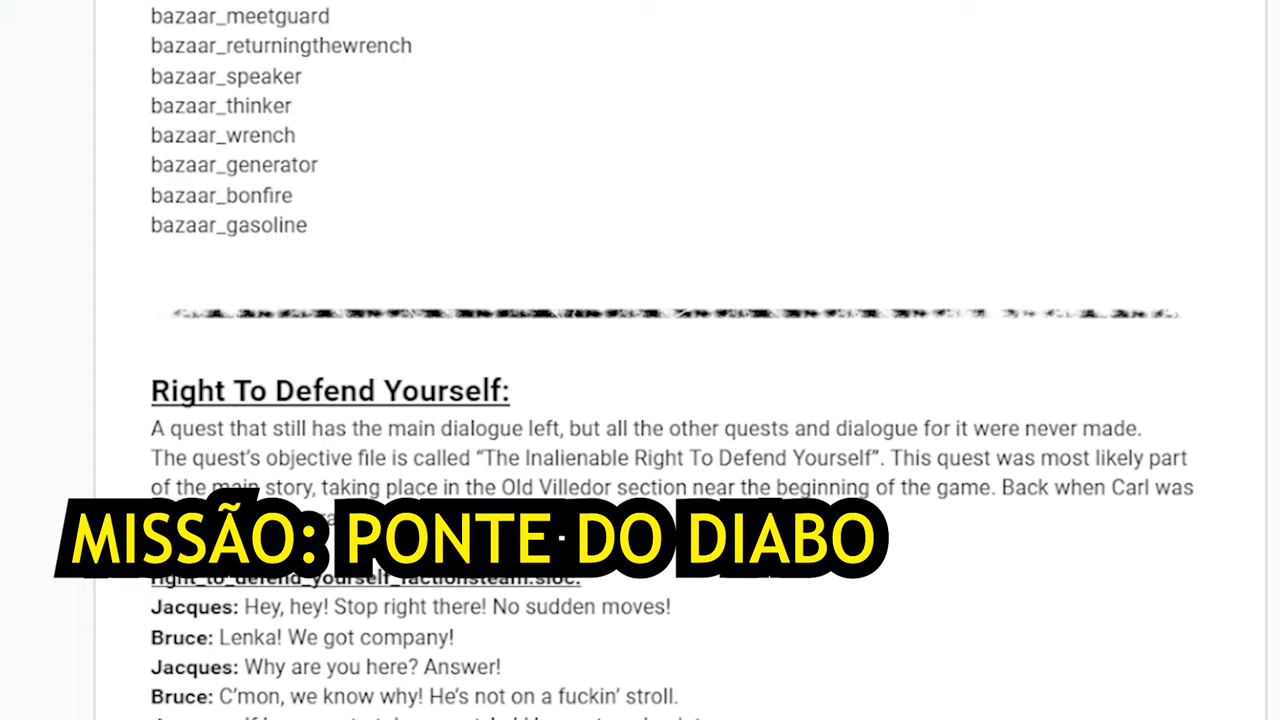 bazaar_meetguard
bazaar_returningthewrench
bazaar_speaker
bazaar_thinker
bazaar_wrench
bazaar_generator
bazaar_bonfire
bazaar_gasoline
Right To Defend Yourself:
A quest that still has the main dialogue left, but all the other quests and dialogue for it were never made.
The quest's objective file is called “The Inalienable Right To Defend Yourself”. This quest was most likely part
of the main story, taking place in the Old Villedor section near the beginning of the game. Back when Carl was
MISSÃO: PONTE DO DIABO
right_to_defend_yourself_factionsteam.sloc:
Jacques: Hey, hey! Stop right there! No sudden moves!
Bruce: Lenka! We got company!
Jacques: Why are you here? Answer!
Bruce: C'mon, we know why! He's not on a fuckin' stroll.